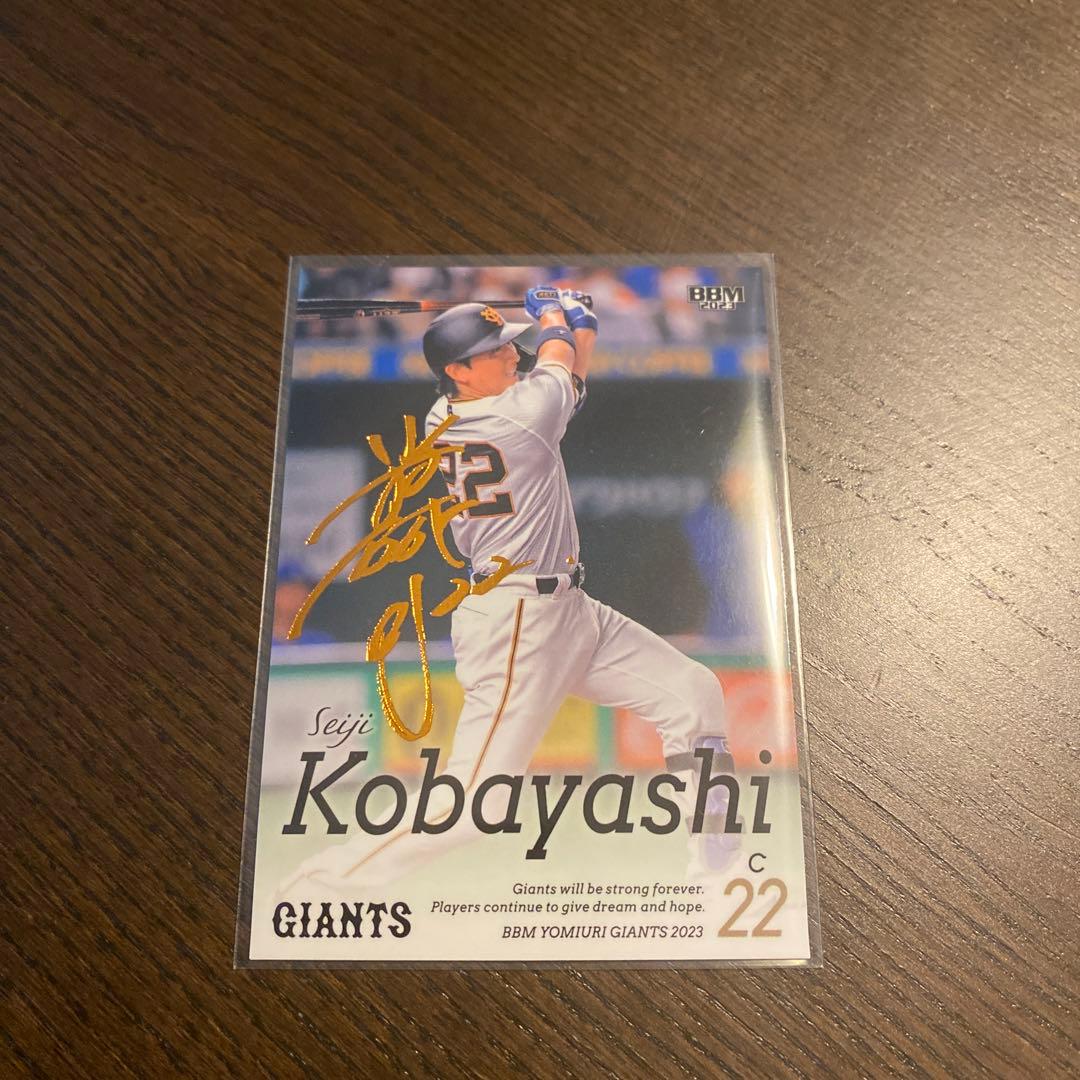 BBM
2023
22
22
Seiji
Kobayashi
C
22
GIANTS
Giants will be strong forever.
Players continue to give dream and hope.
BBM YOMIURI GIANTS 2023